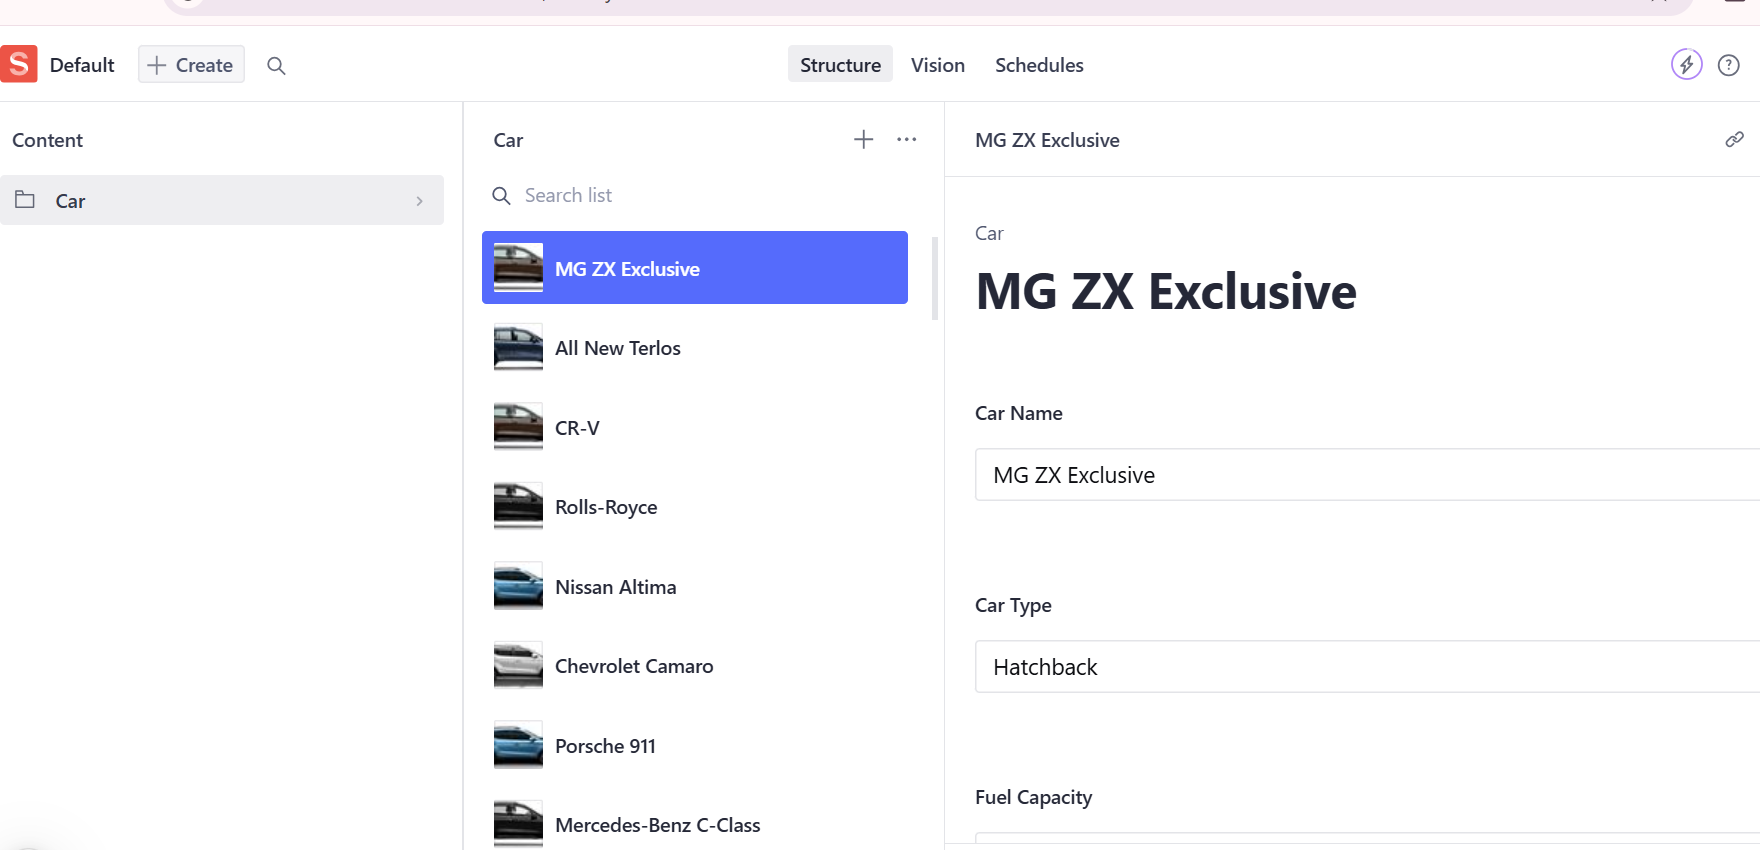 S Default
Create
Structure
Vision
Schedules
Content
Car
Car
Search list
MG ZX Exclusive
All New Terlos
CR-V
Rolls-Royce
Nissan Altima
Chevrolet Camaro
Porsche 911
Mercedes-Benz C-Class
MG ZX Exclusive
Car
MG ZX Exclusive
Car Name
MG ZX Exclusive
Car Type
Hatchback
Fuel Capacity